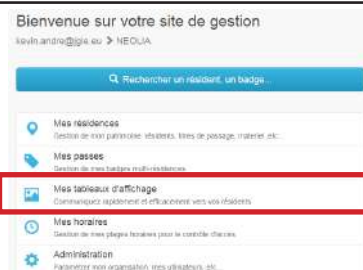 Bienvenue sur votre site de gestion
kevin.andre@jgie.eu > NEOLIA
Rechercher un résident, un badge...
Mes résidences
Gestion de mon patrimoine: résidents, titres de passage, matériel ,etc...
Mes passes
Gestion de mes badges multi-résidences
Mes tableaux d'affichage
Communiquez rapidement et efficacement vers vos résidents
Mes horaires
Gestion de mes plages horaires pour le contrôle d'accès
Administration
Paramétrer mon organisation, mes utilisateurs, etc...